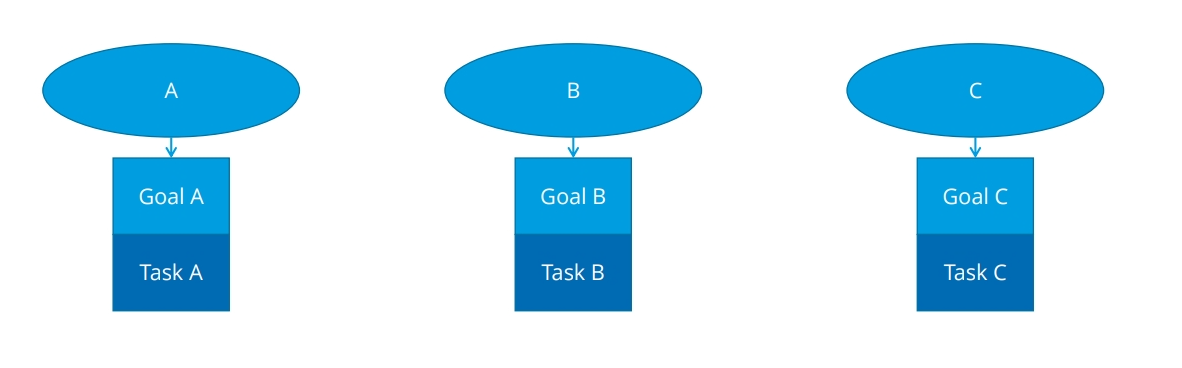 A
B
C
Goal A
Goal B
Goal C
Task A
Task B
Task C